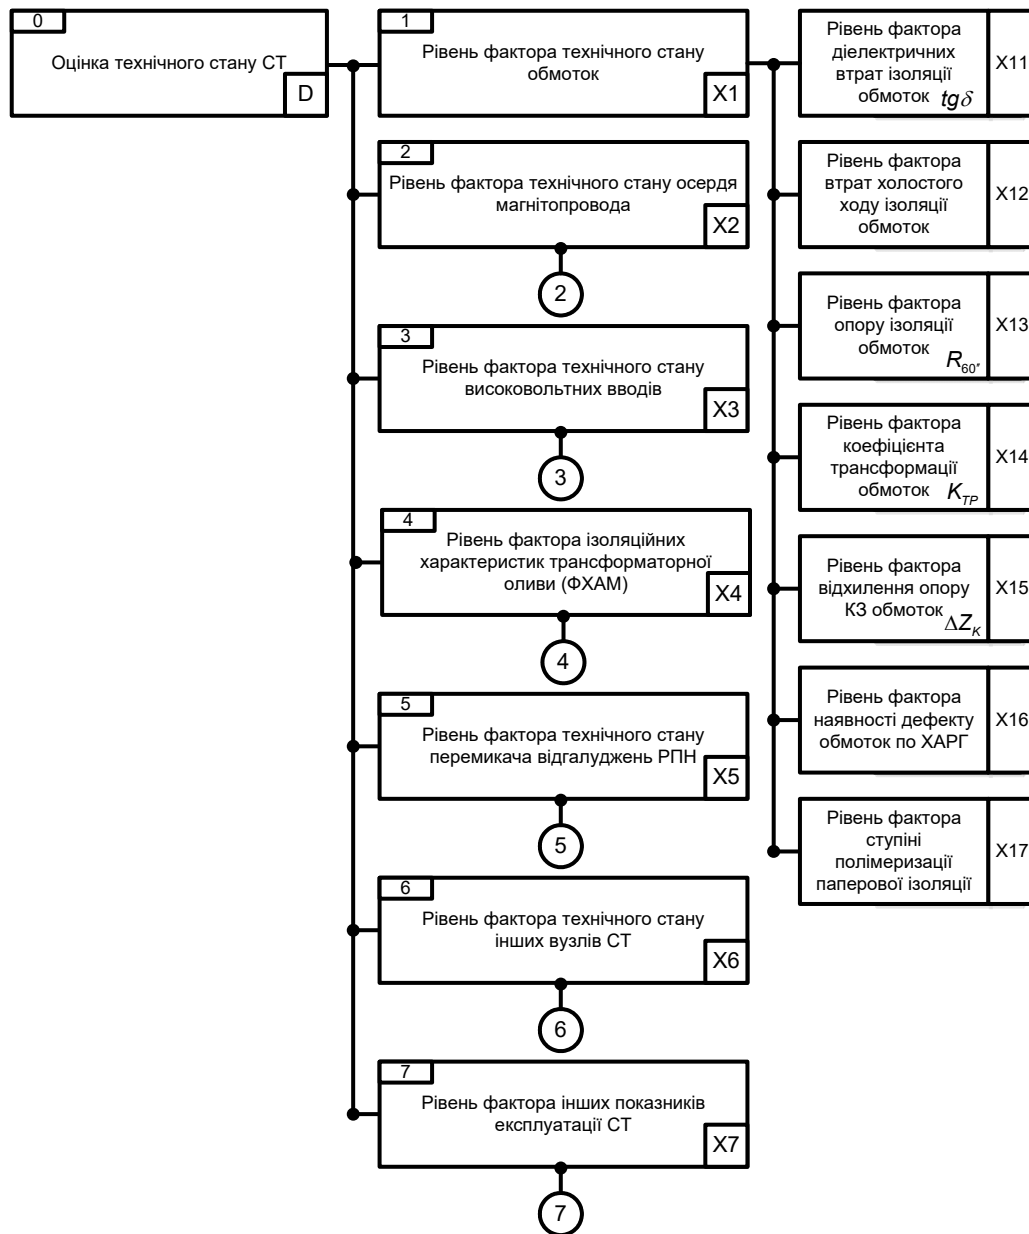 0
Оцінка технічного стану СТ
D
1
Рівень фактора технічного стану
обмоток
X1
2
Рівень фактора технічного стану осердя
магнітопровода
X2
2
3
Рівень фактора технічного стану
високовольтних вводів
X3
3
4
Рівень фактора ізоляційних
характеристик трансформаторної
оливи (ФХАМ)
X4
4
5
Рівень фактора технічного стану
перемикача відгалуджень РПН
X5
5
6
Рівень фактора технічного стану
інших вузлів СТ
X6
6
7
Рівень фактора інших показників
експлуатації СТ
X7
7
Рівень фактора
діелектричних
втрат ізоляції
обмоток tgδ
X11
Рівень фактора
втрат холостого
ходу ізоляції
обмоток
X12
Рівень фактора
опору ізоляції
обмоток
R60″
X13
Рівень фактора
коефіцієнта
трансформації
обмоток KТР
X14
Рівень фактора
відхилення опору
КЗ обмоток
ΔZK
X15
Рівень фактора
наявності дефекту
обмоток по ХАРГ
X16
Рівень фактора
ступіні
полімеризації
паперової ізоляції
X17